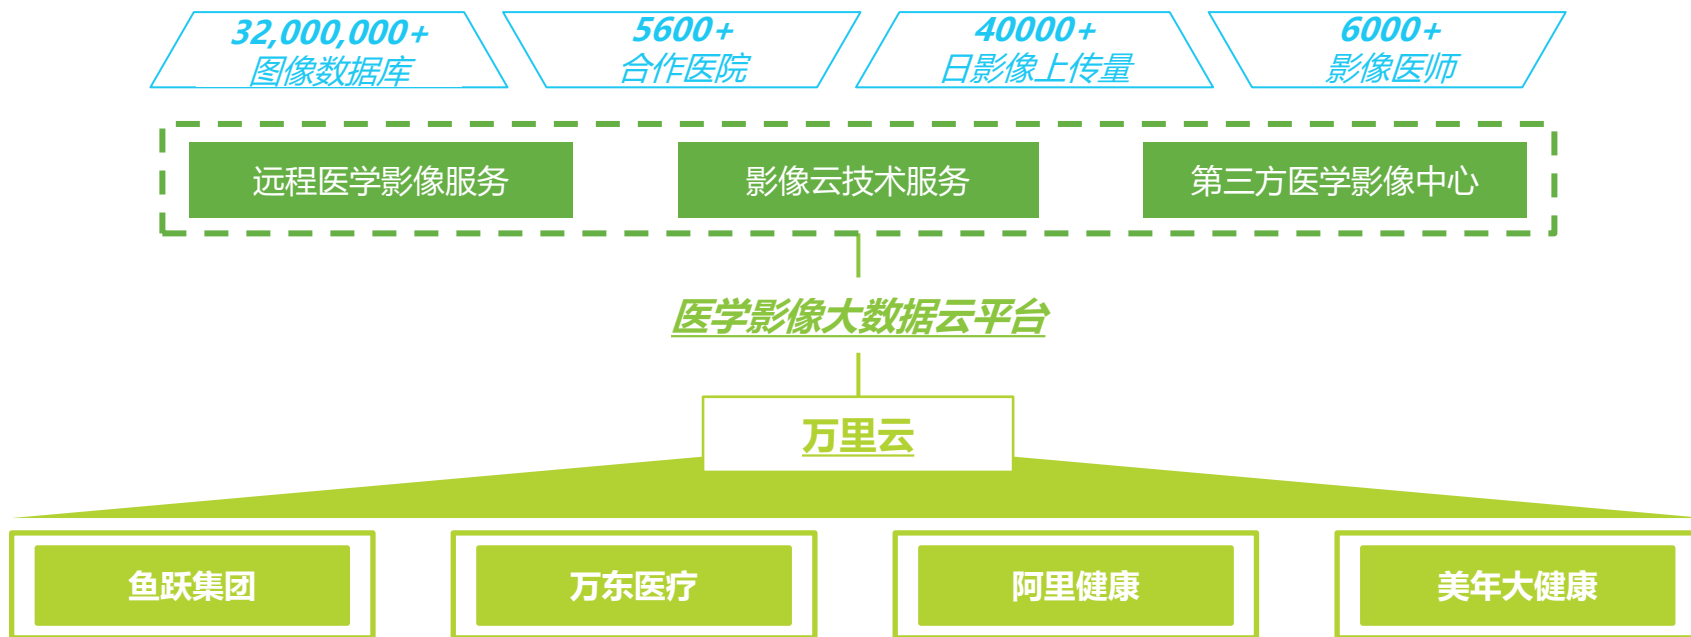 32,000,000+
图像数据库
5600+
合作医院
40000+
日影像上传量
6000+
影像医师
远程医学影像服务
影像云技术服务
第三方医学影像中心
医学影像大数据云平台
万里云
鱼跃集团
万东医疗
阿里健康
美年大健康